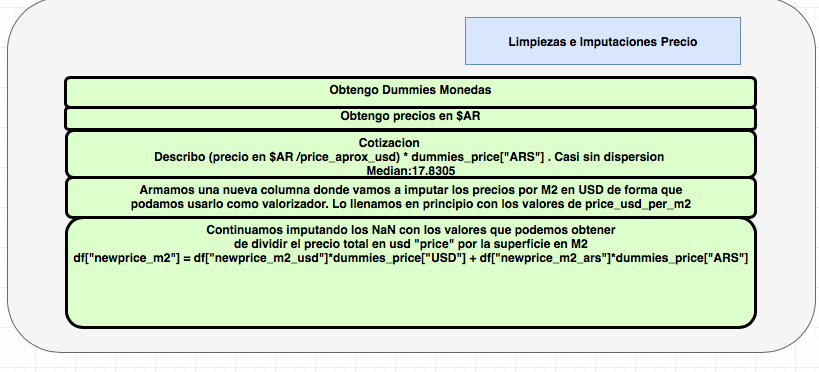 Limpiezas e Imputaciones Precio
Obtengo Dummies Monedas
Obtengo precios en $AR
Cotizacion
Describo (precio en $AR /price_aprox_usd) * dummies_price["ARS"] . Casi sin dispersion
Median:17.8305
Armamos una nueva columna donde vamos a imputar los precios por M2 en USD de forma que
podamos usarlo como valorizador. Lo llenamos en principio con los valores de price_usd_per_m2
Continuamos imputando los NaN con los valores que podemos obtener
de dividir el precio total en usd "price" por la superficie en M2
df["newprice_m2"] = df["newprice_m2_usd"]*dummies_price["USD"] + df["newprice_m2_ars"]*dummies_price["ARS"]